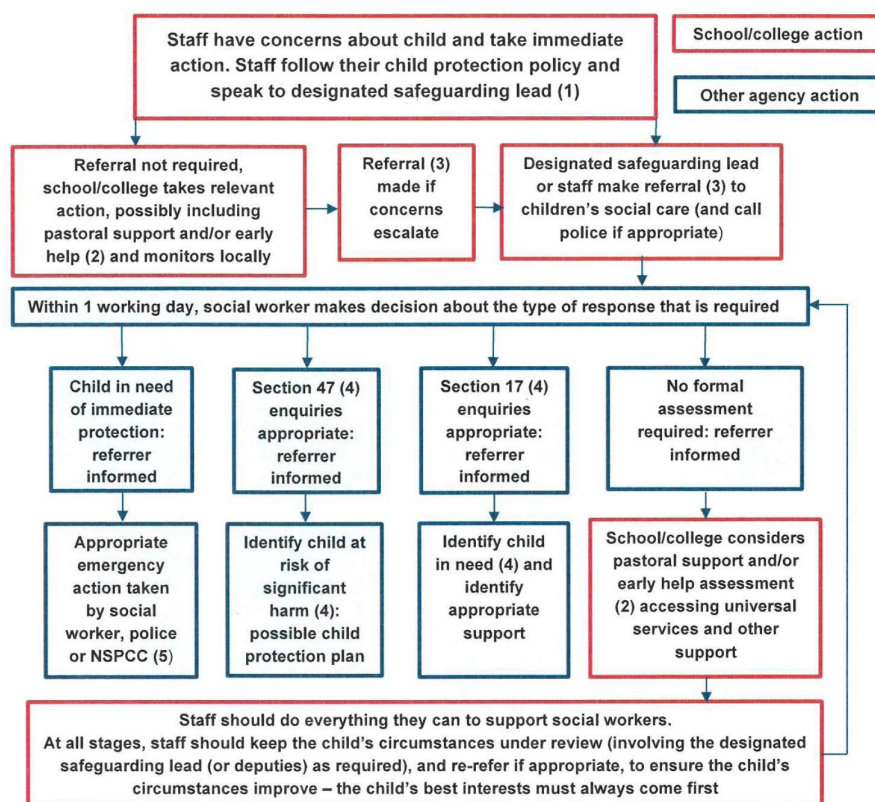 Staff have concerns about child and take immediate
action. Staff follow their child protection policy and
speak to designated safeguarding lead (1)
School/college action
Other agency action
Referral not required,
school/college takes relevant
action, possibly including
pastoral support and/or early
help (2) and monitors locally
Referral (3)
made if
concerns
escalate
Designated safeguarding lead
or staff make referral (3) to
children's social care (and call
police if appropriate)
Within 1 working day, social worker makes decision about the type of response that is required
Child in need
of immediate
protection:
referrer
informed
Section 47 (4)
enquiries
appropriate:
referrer
informed
Section 17 (4)
enquiries
appropriate:
referrer
informed
No formal
assessment
required: referrer
informed
Appropriate
emergency
action taken
by social
worker, police
or NSPCC (5)
Identify child at
risk of
significant
harm (4):
possible child
protection plan
Identify child
in need (4) and
identify
appropriate
support
School/college considers
pastoral support and/or
early help assessment
(2) accessing universal
services and other
support
Staff should do everything they can to support social workers.
At all stages, staff should keep the child's circumstances under review (involving the designated
safeguarding lead (or deputies) as required), and re-refer if appropriate, to ensure the child's
circumstances improve – the child's best interests must always come first